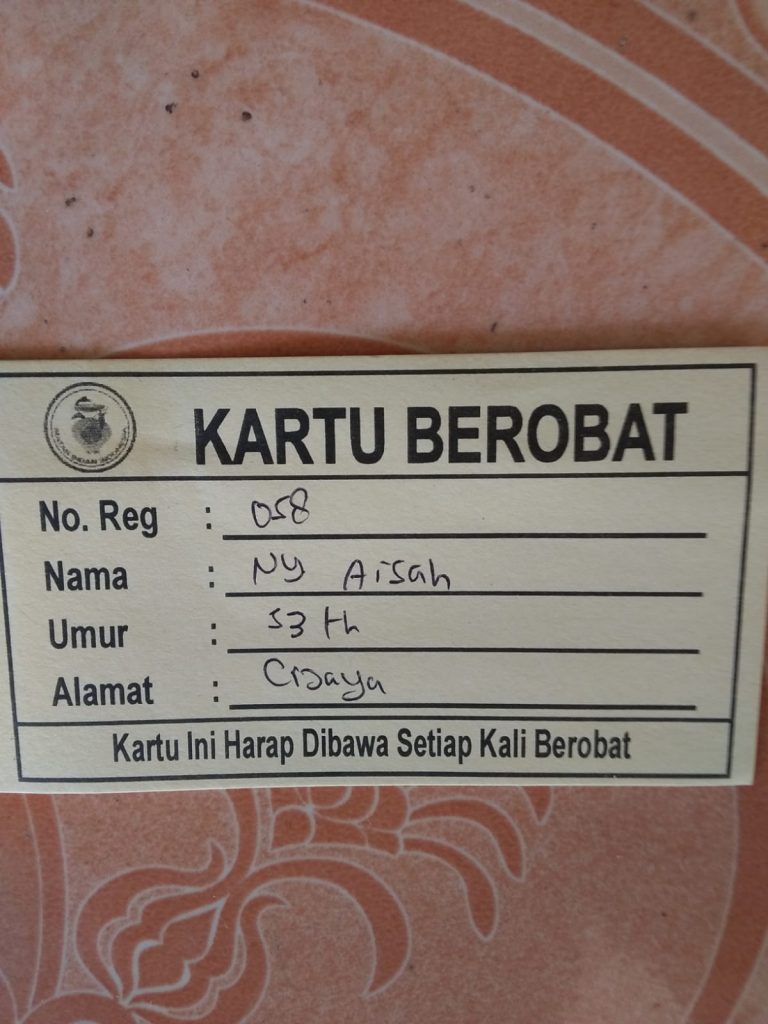 KARTU BEROBAT
No. Reg : 058
Nama : NY Aisah
Umur : 53 th
Alamat : Cijaya
Kartu Ini Harap Dibawa Setiap Kali Berobat